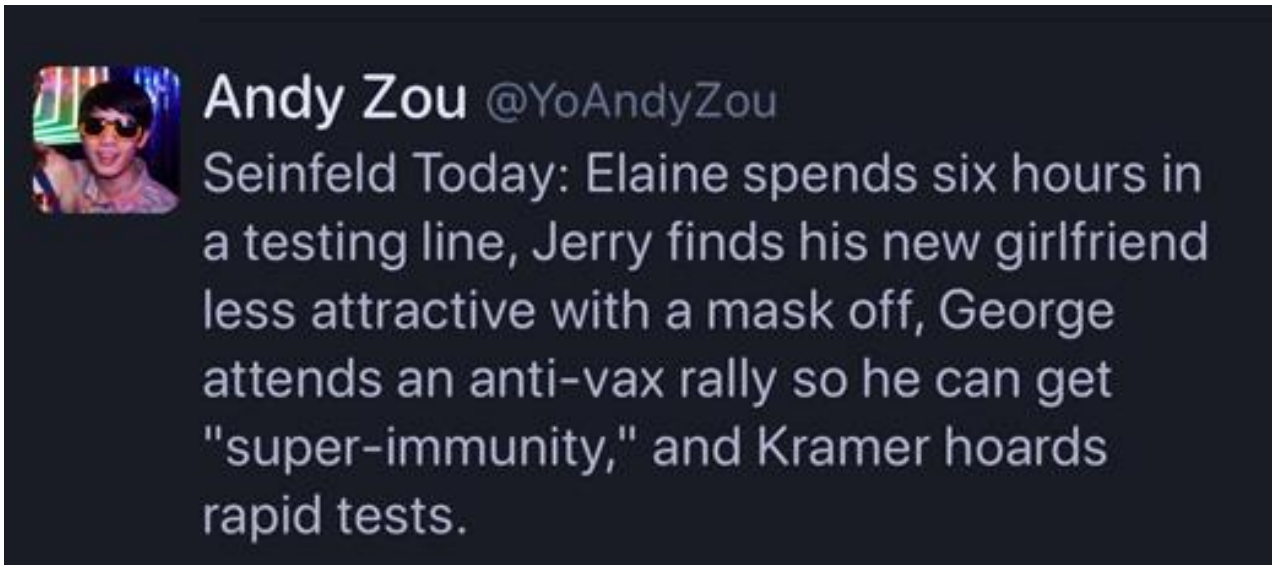 Andy Zou @YoAndyZou
Seinfeld Today: Elaine spends six hours in
a testing line, Jerry finds his new girlfriend
less attractive with a mask off, George
attends an anti-vax rally so he can get
"super-immunity," and Kramer hoards
rapid tests.